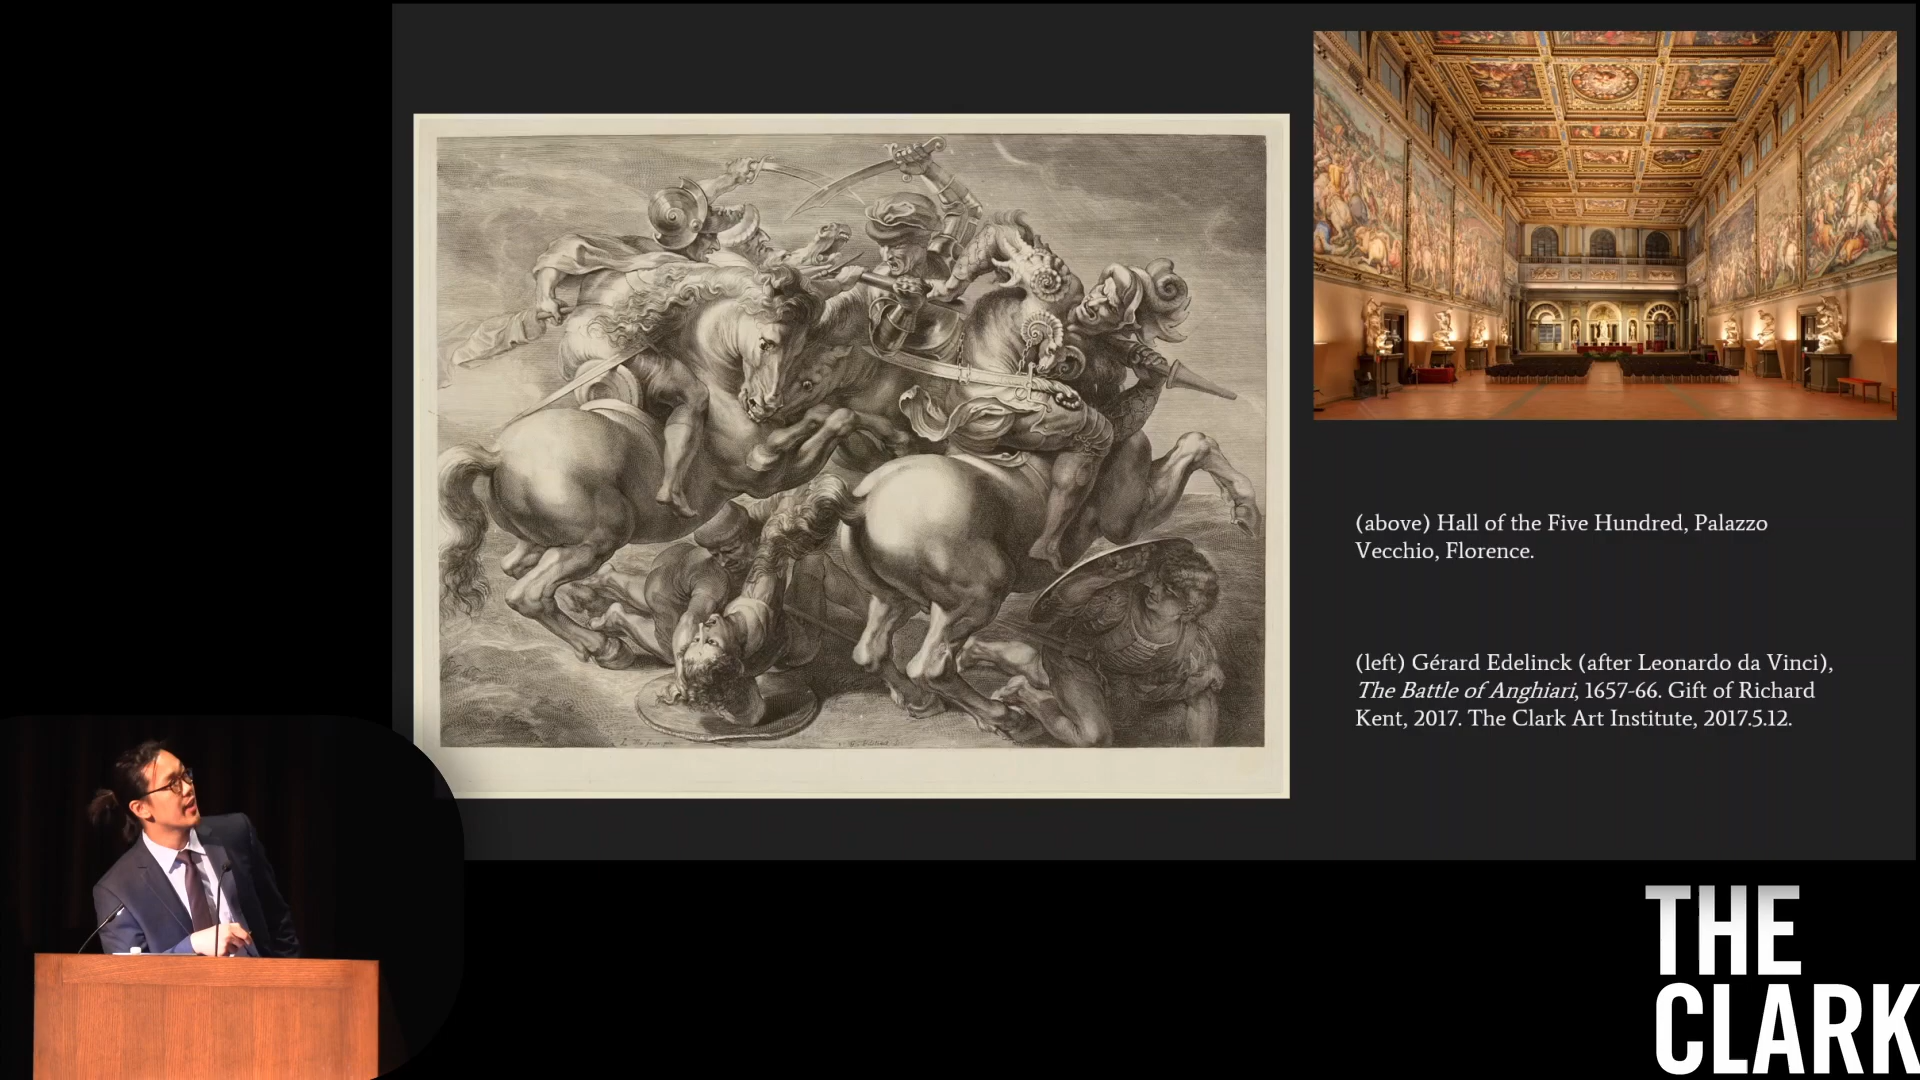 (above) Hall of the Five Hundred, Palazzo
Vecchio, Florence.
(left) Gérard Edelinck (after Leonardo da Vinci),
The Battle of Anghiari, 1657-66. Gift of Richard
Kent, 2017. The Clark Art Institute, 2017.5.12.
THE
CLARK